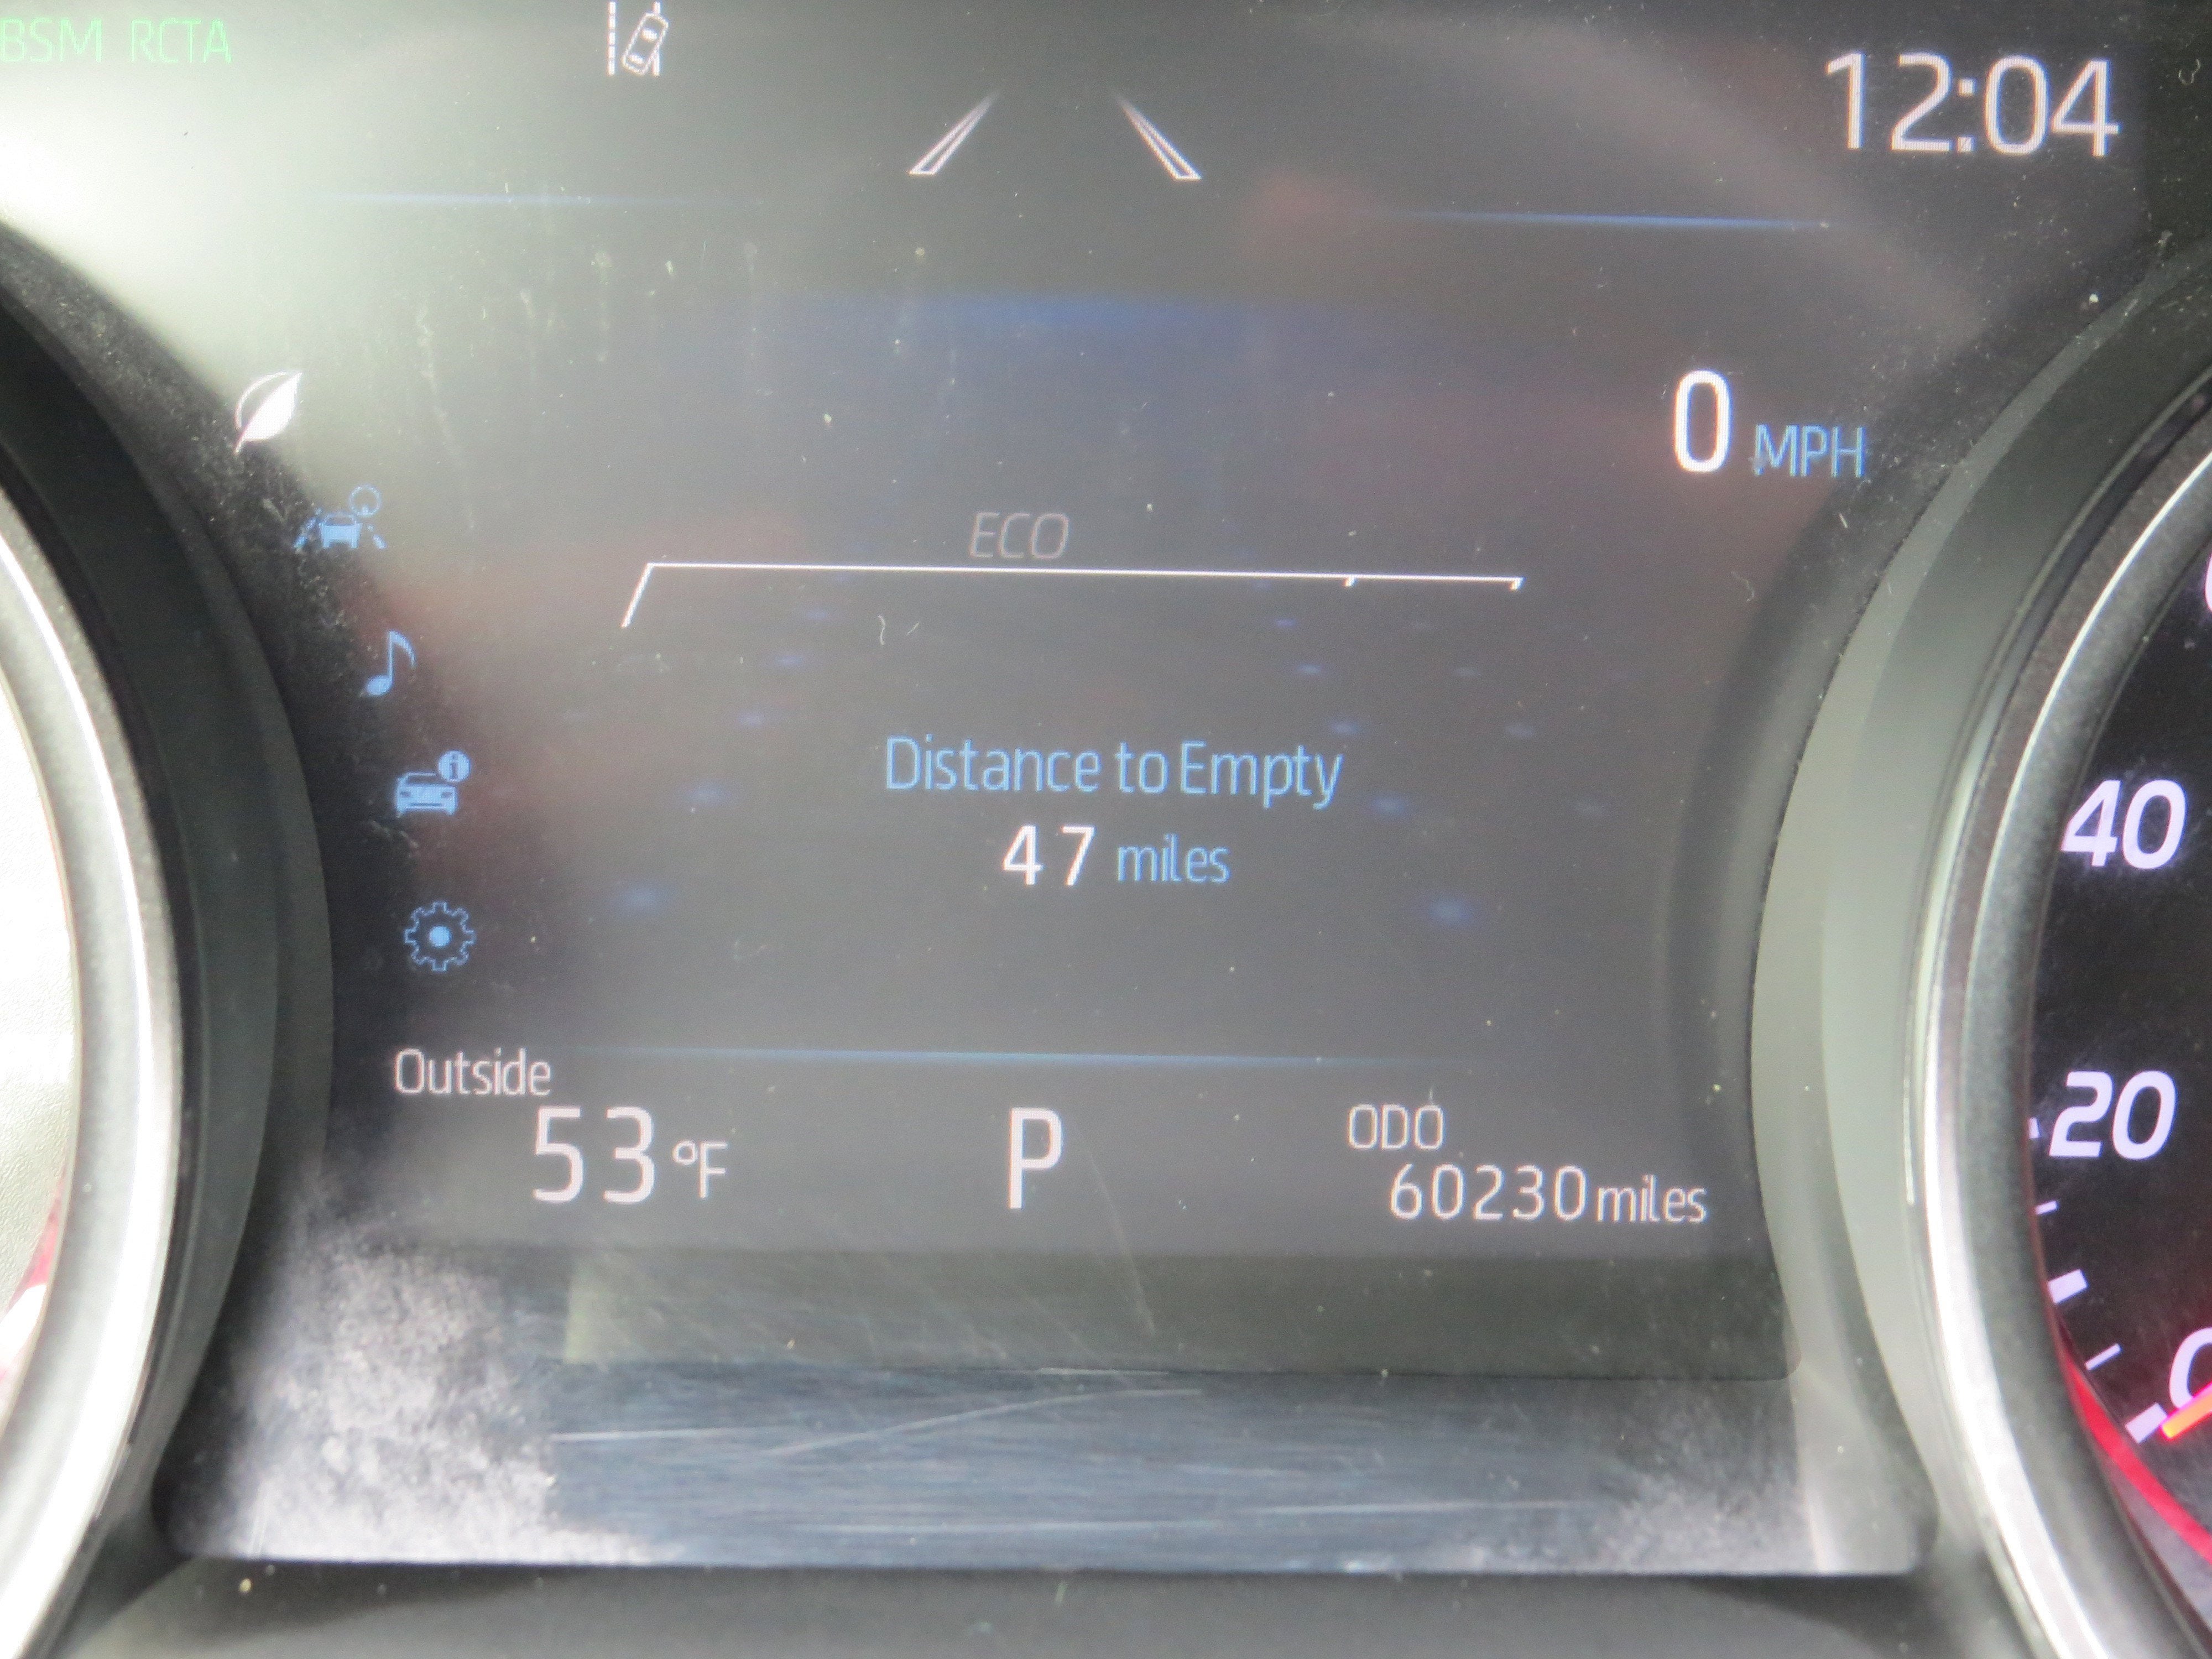 BSM RCTA
12:04
0 MPH
ECO
Distance to Empty
47 miles
Outside
53 °F
P
ODO
60230 miles
40
20
0